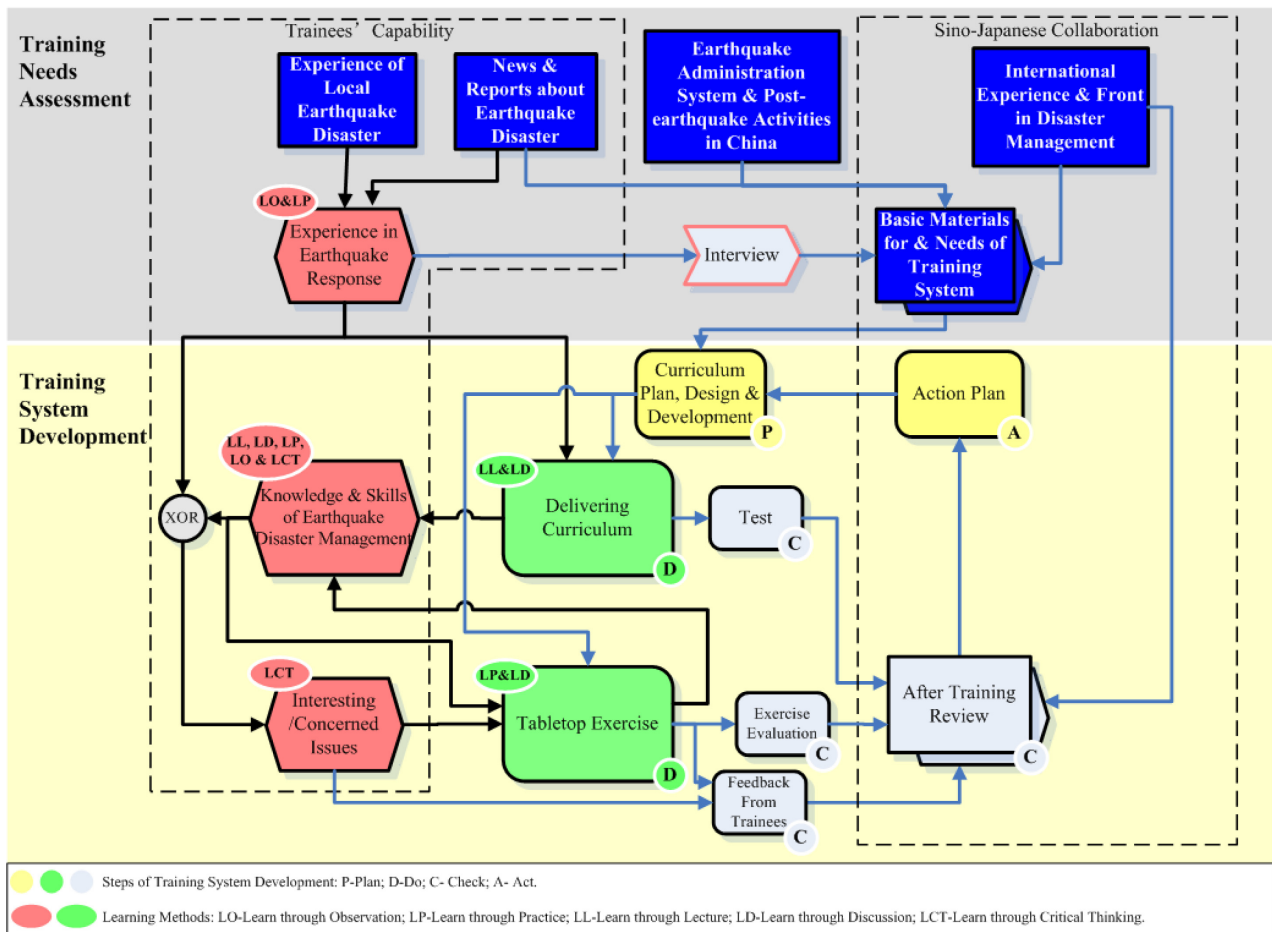 Training
Needs
Assessment
Trainees’ Capability
Sino-Japanese Collaboration
Experience of
Local
Earthquake
Disaster
News &
Reports about
Earthquake
Disaster
Earthquake
Administration
System & Post-
earthquake Activities
in China
International
Experience & Front
in Disaster
Management
LO&LP
Experience in
Earthquake
Response
Interview
Basic Materials
for & Needs of
Training
System
Training
System
Development
Curriculum
Plan, Design &
Development
P
Action Plan
A
LL, LD, LP,
LO & LCT
Knowledge & Skills
of Earthquake
Disaster Management
XOR
LL&LD
Delivering
Curriculum
D
Test
C
LCT
Interesting
/Concerned
Issues
LP&LD
Tabletop Exercise
D
Exercise
Evaluation
C
Feedback
From
Trainees
C
After Training
Review
C
Steps of Training System Development: P-Plan; D-Do; C- Check; A- Act.
Learning Methods: LO-Learn through Observation; LP-Learn through Practice; LL-Learn through Lecture; LD-Learn through Discussion; LCT-Learn through Critical Thinking.